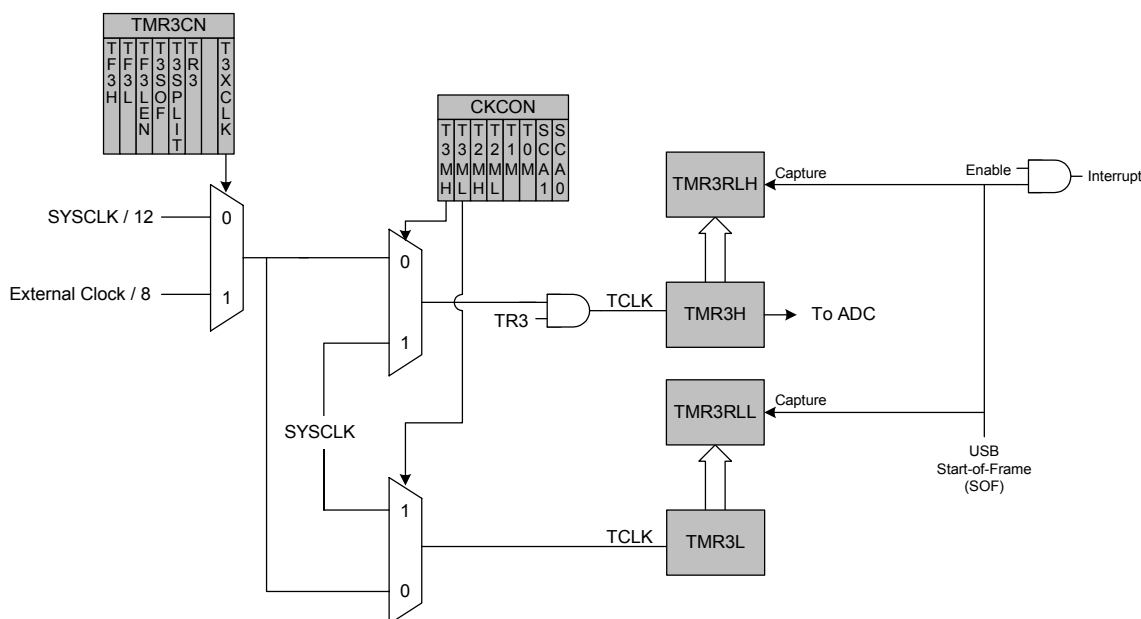 TMR3CN
TF3H
TF3L
TF3LEN
T3SOF
T3SPLIT
TR3
T3XCLK
CKCON
T3MH
T3ML
T2MH
T2ML
T1M
T0M
SCA1
SCA0
SYSCLK / 12
0
External Clock / 8
1
0
1
SYSCLK
1
0
TR3
TCLK
TMR3RLH
Capture
Enable
Interrupt
TMR3H
To ADC
TMR3RLL
Capture
USB
Start-of-Frame
(SOF)
TCLK
TMR3L